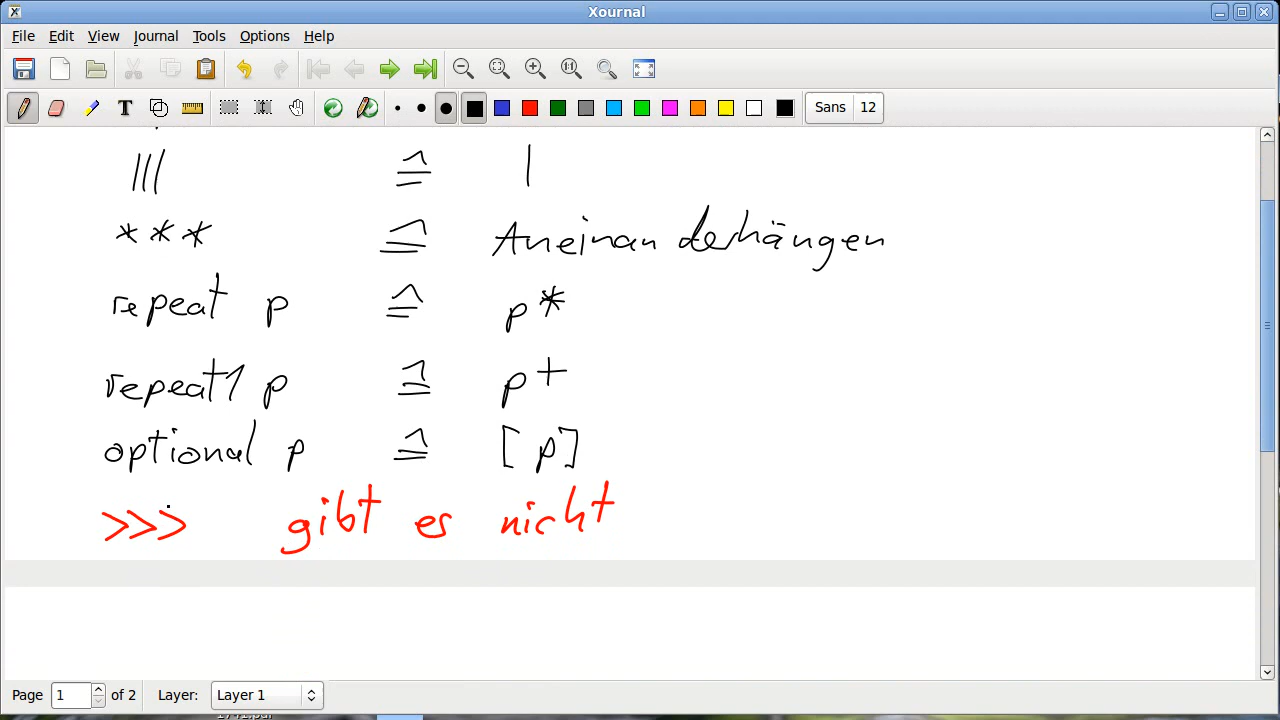 Xournal
File Edit View Journal Tools Options Help
Sans 12
||| ≙ |
*** ≙ Aneinanderhängen
repeat p ≙ p*
repeat1 p ≙ p+
optional p ≙ [p]
>>> gibt es nicht
Page 1 of 2 Layer: Layer 1